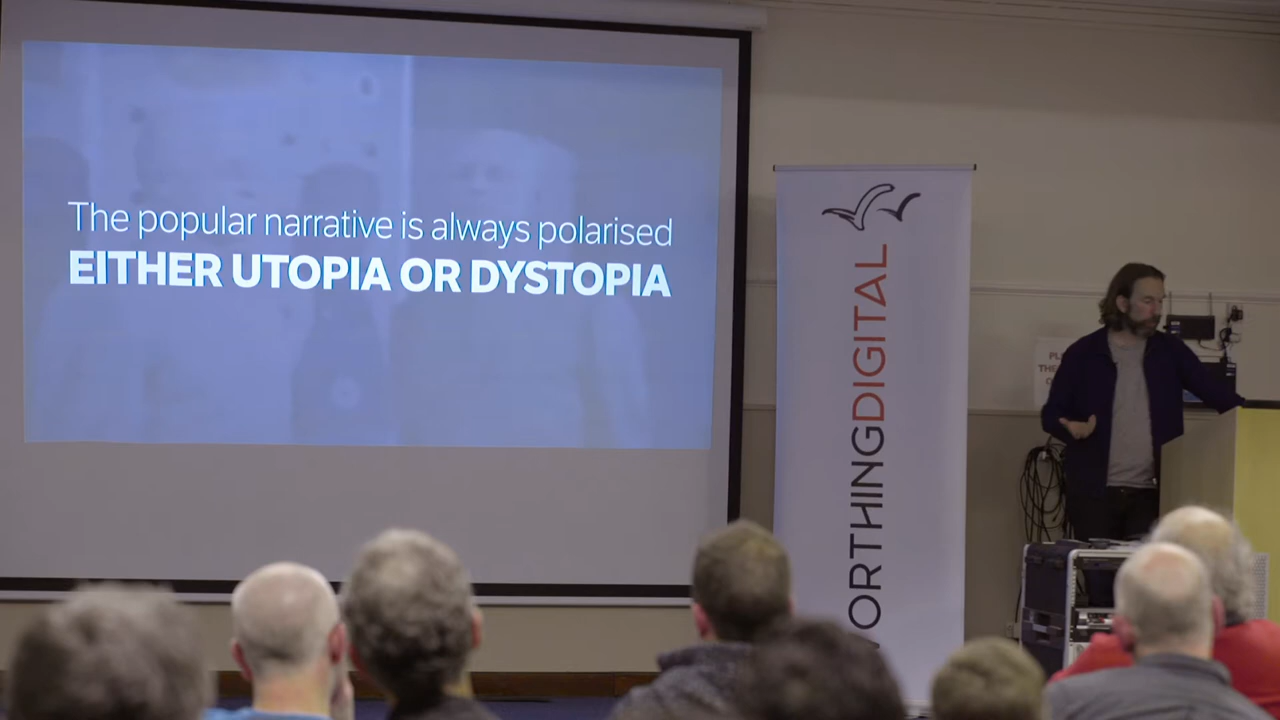 The popular narrative is always polarised
EITHER UTOPIA OR DYSTOPIA
WORTHINGDIGITAL